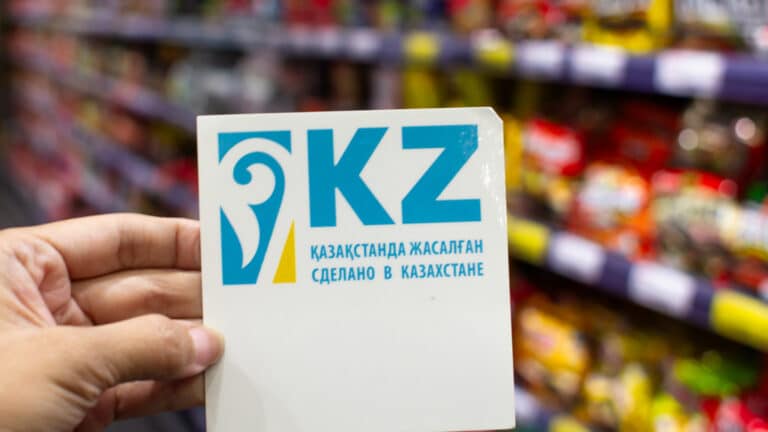 KZ
ҚАЗАҚСТАНДА ЖАСАЛҒАН
СДЕЛАНО В КАЗАХСТАНЕ